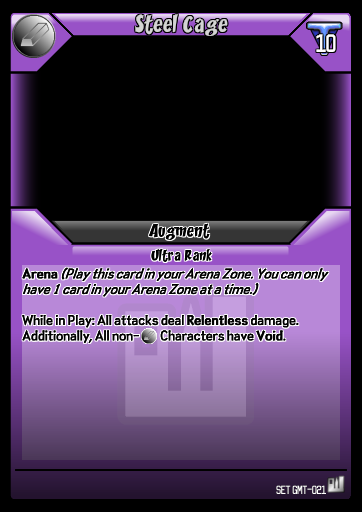 Steel Cage
10
Augment
Ultra Rank
Arena (Play this card in your Arena Zone. You can only
have 1 card in your Arena Zone at a time.)
While in Play: All attacks deal Relentless damage.
Additionally, All non- Characters have Void.
SET GMT-021